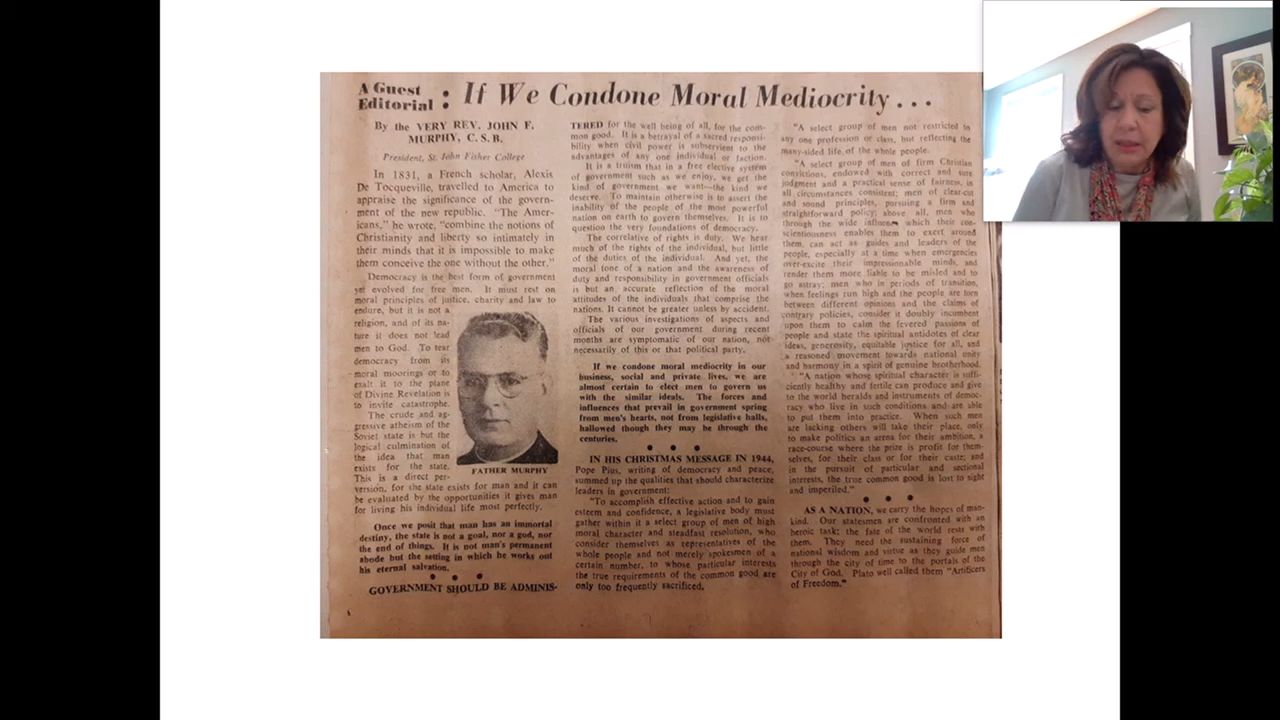 A Guest
Editorial : If We Condone Moral Mediocrity . . .
By the VERY REV. JOHN F.
MURPHY, C. S. B.
President, St. John Fisher College
In 1831, a French scholar, Alexis
De Tocqueville, travelled to America to
appraise the significance of the govern-
ment of the new republic. "The Amer-
icans," he wrote, "combine the notions of
Christianity and liberty so intimately in
their minds that it is impossible to make
them conceive the one without the other."
Democracy is the best form of government
yet evolved for free men. It must rest on
moral principles of justice, charity and law to
endure, but it is not a
religion, and of its na-
ture it does not lead
men to God. To tear
democracy from its
moral moorings or to
exalt it to the plane
of Divine Revelation is
to invite catastrophe.
The crude and ag-
gressive atheism of the
Soviet state is but the
logical culmination of
the idea that man
exists for the state.
This is a direct per-
version, for the state exists for man and it can
be evaluated by the opportunities it gives man
for living his individual life most perfectly.
FATHER MURPHY
Once we posit that man has an immortal
destiny, the state is not a goal, nor a god, nor
the end of things. It is not man's permanent
abode but the setting in which he works out
his eternal salvation.
• • •
GOVERNMENT SHOULD BE ADMINIS-
TERED for the well being of all, for the com-
mon good. It is a betrayal of a sacred responsi-
bility when civil power is subservient to the
advantages of any one individual or faction.
It is a truism that in a free elective system
of government such as we enjoy, we get the
kind of government we want—the kind we
deserve. To maintain otherwise is to assert the
inability of the people of the most powerful
nation on earth to govern themselves. It is to
question the very foundations of democracy.
The correlative of rights is duty. We hear
much of the rights of the individual, but little
of the duties of the individual. And yet, the
moral tone of a nation and the awareness of
duty and responsibility in government officials
is but an accurate reflection of the moral
attitudes of the individuals that comprise the
nations. It cannot be greater unless by accident.
The various investigations of aspects and
officials of our government during recent
months are symptomatic of our nation, not
necessarily of this or that political party.
If we condone moral mediocrity in our
business, social and private lives, we are
almost certain to elect men to govern us
with the similar ideals. The forces and
influences that prevail in government spring
from men's hearts, not from legislative halls,
hallowed though they may be through the
centuries.
• • •
IN HIS CHRISTMAS MESSAGE IN 1944,
Pope Pius, writing of democracy and peace,
summed up the qualities that should characterize
leaders in government:
"To accomplish effective action and to gain
esteem and confidence, a legislative body must
gather within it a select group of men of high
moral character and steadfast resolution, who
consider themselves as representatives of the
whole people and not merely spokesmen of a
certain number, to whose particular interests
the true requirements of the common good are
only too frequently sacrificed.
"A select group of men not restricted to
any one profession or class, but reflecting the
many-sided life, of the whole people.
"A select group of men of firm Christian
convictions, endowed with correct and sure
judgment and a practical sense of fairness, in
all circumstances consistent; men of clear-cut
and sound principles, pursuing a firm and
straightforward policy; above all, men who
through the wide influence which their con-
scientiousness enables them to exert around
them, can act as guides and leaders of the
people, especially at a time when emergencies
over-excite their impressionable minds, and
render them more liable to be misled and to
go astray; men who in periods of transition,
when feelings run high and the people are torn
between different opinions and the claims of
contrary policies, consider it doubly incumbent
upon them to calm the fevered passions of
people and state the spiritual antidotes of clear
ideas, generosity, equitable justice for all, and
a reasoned movement towards national unity
and harmony in a spirit of genuine brotherhood.
"A nation whose spiritual character is suffi-
ciently healthy and fertile can produce and give
to the world heralds and instruments of democ-
racy who live in such conditions and are able
to put them into practice. When such men
are lacking others will take their place, only
to make politics an arena for their ambition, a
race-course where the prize is profit for them-
selves, for their class or for their caste; and
in the pursuit of particular and sectional
interests, the true common good is lost to sight
and imperiled."
• • •
AS A NATION, we carry the hopes of man-
kind. Our statesmen are confronted with an
heroic task; the fate of the world rests with
them. They need the sustaining force of
national wisdom and virtue as they guide men
through the city of time to the portals of the
City of God. Plato well called them "Artificers
of Freedom."